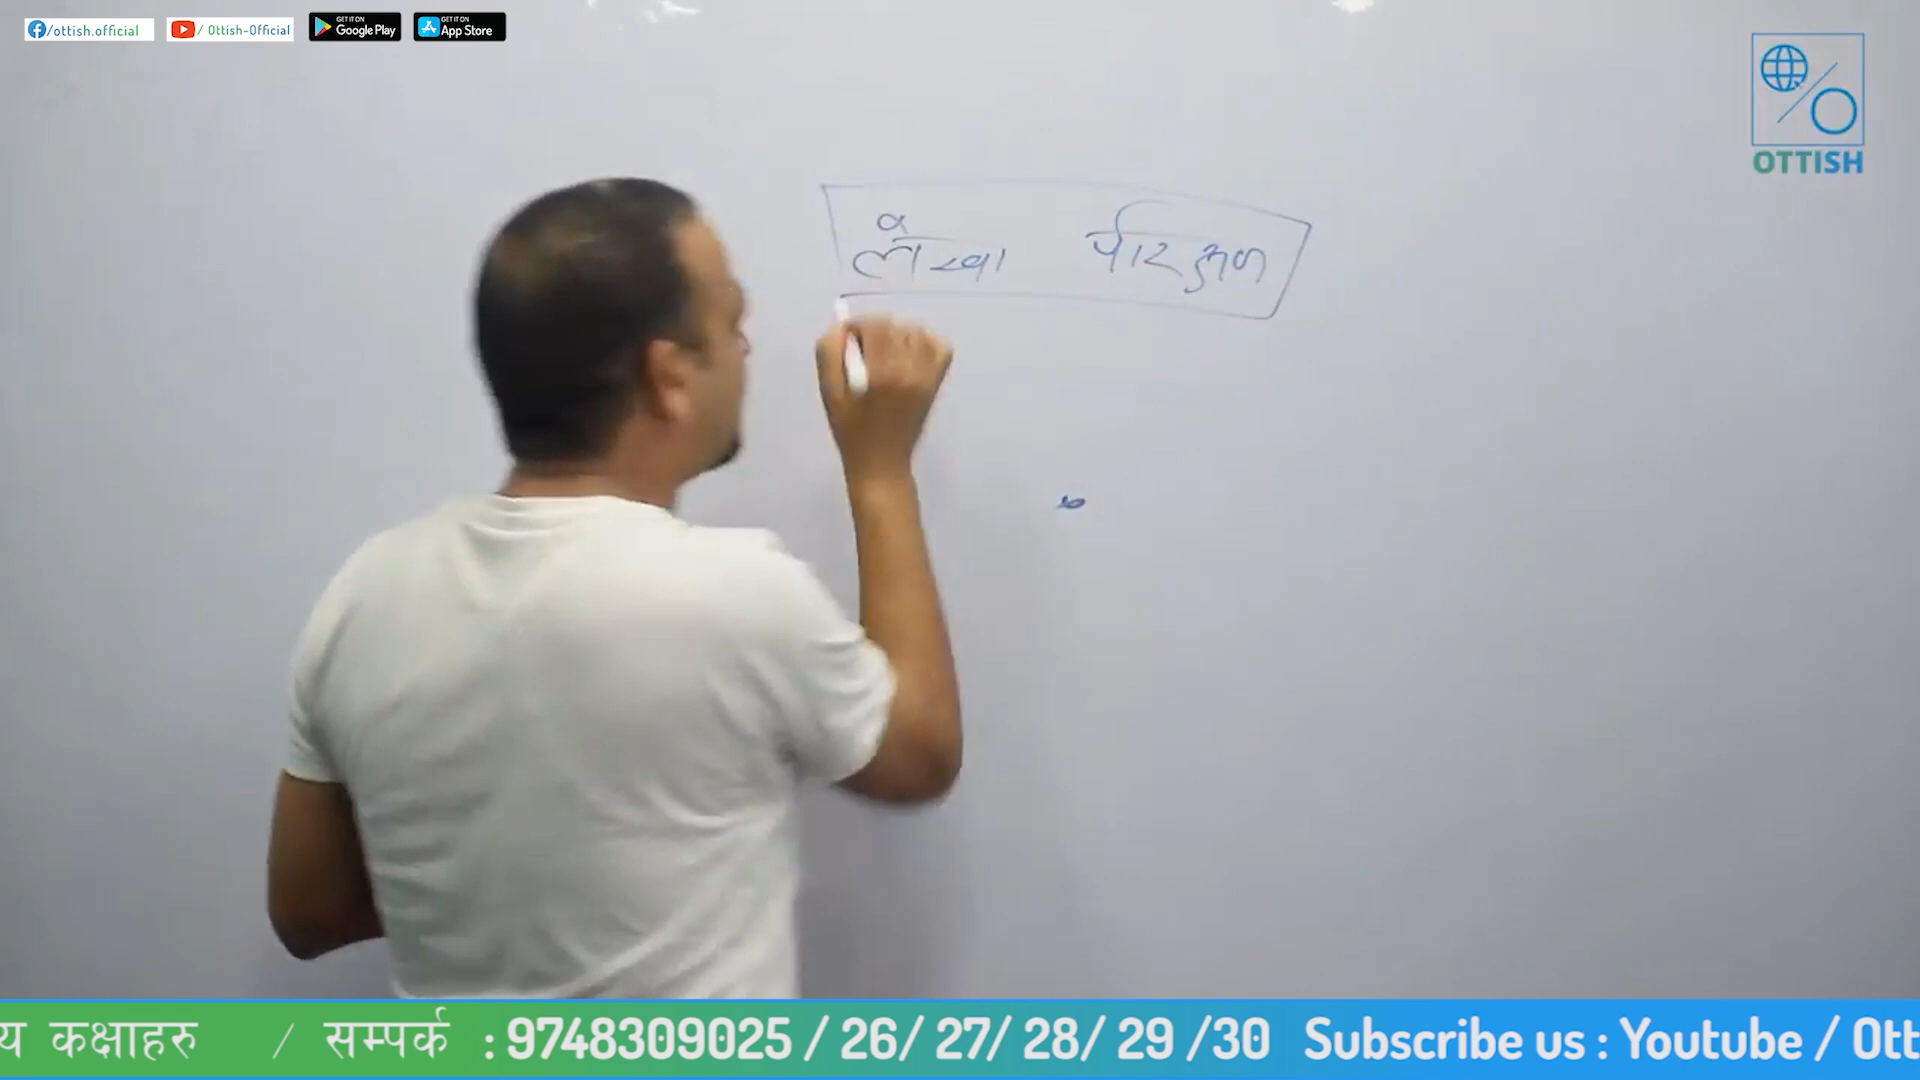 /ottish.official
/ Ottish-Official
GET IT ON
Google Play
GET IT ON
App Store
OTTISH
लेखा परिक्षण
य कक्षाहरु / सम्पर्क : 9748309025 / 26/ 27/ 28/ 29 /30 Subscribe us : Youtube / Ott